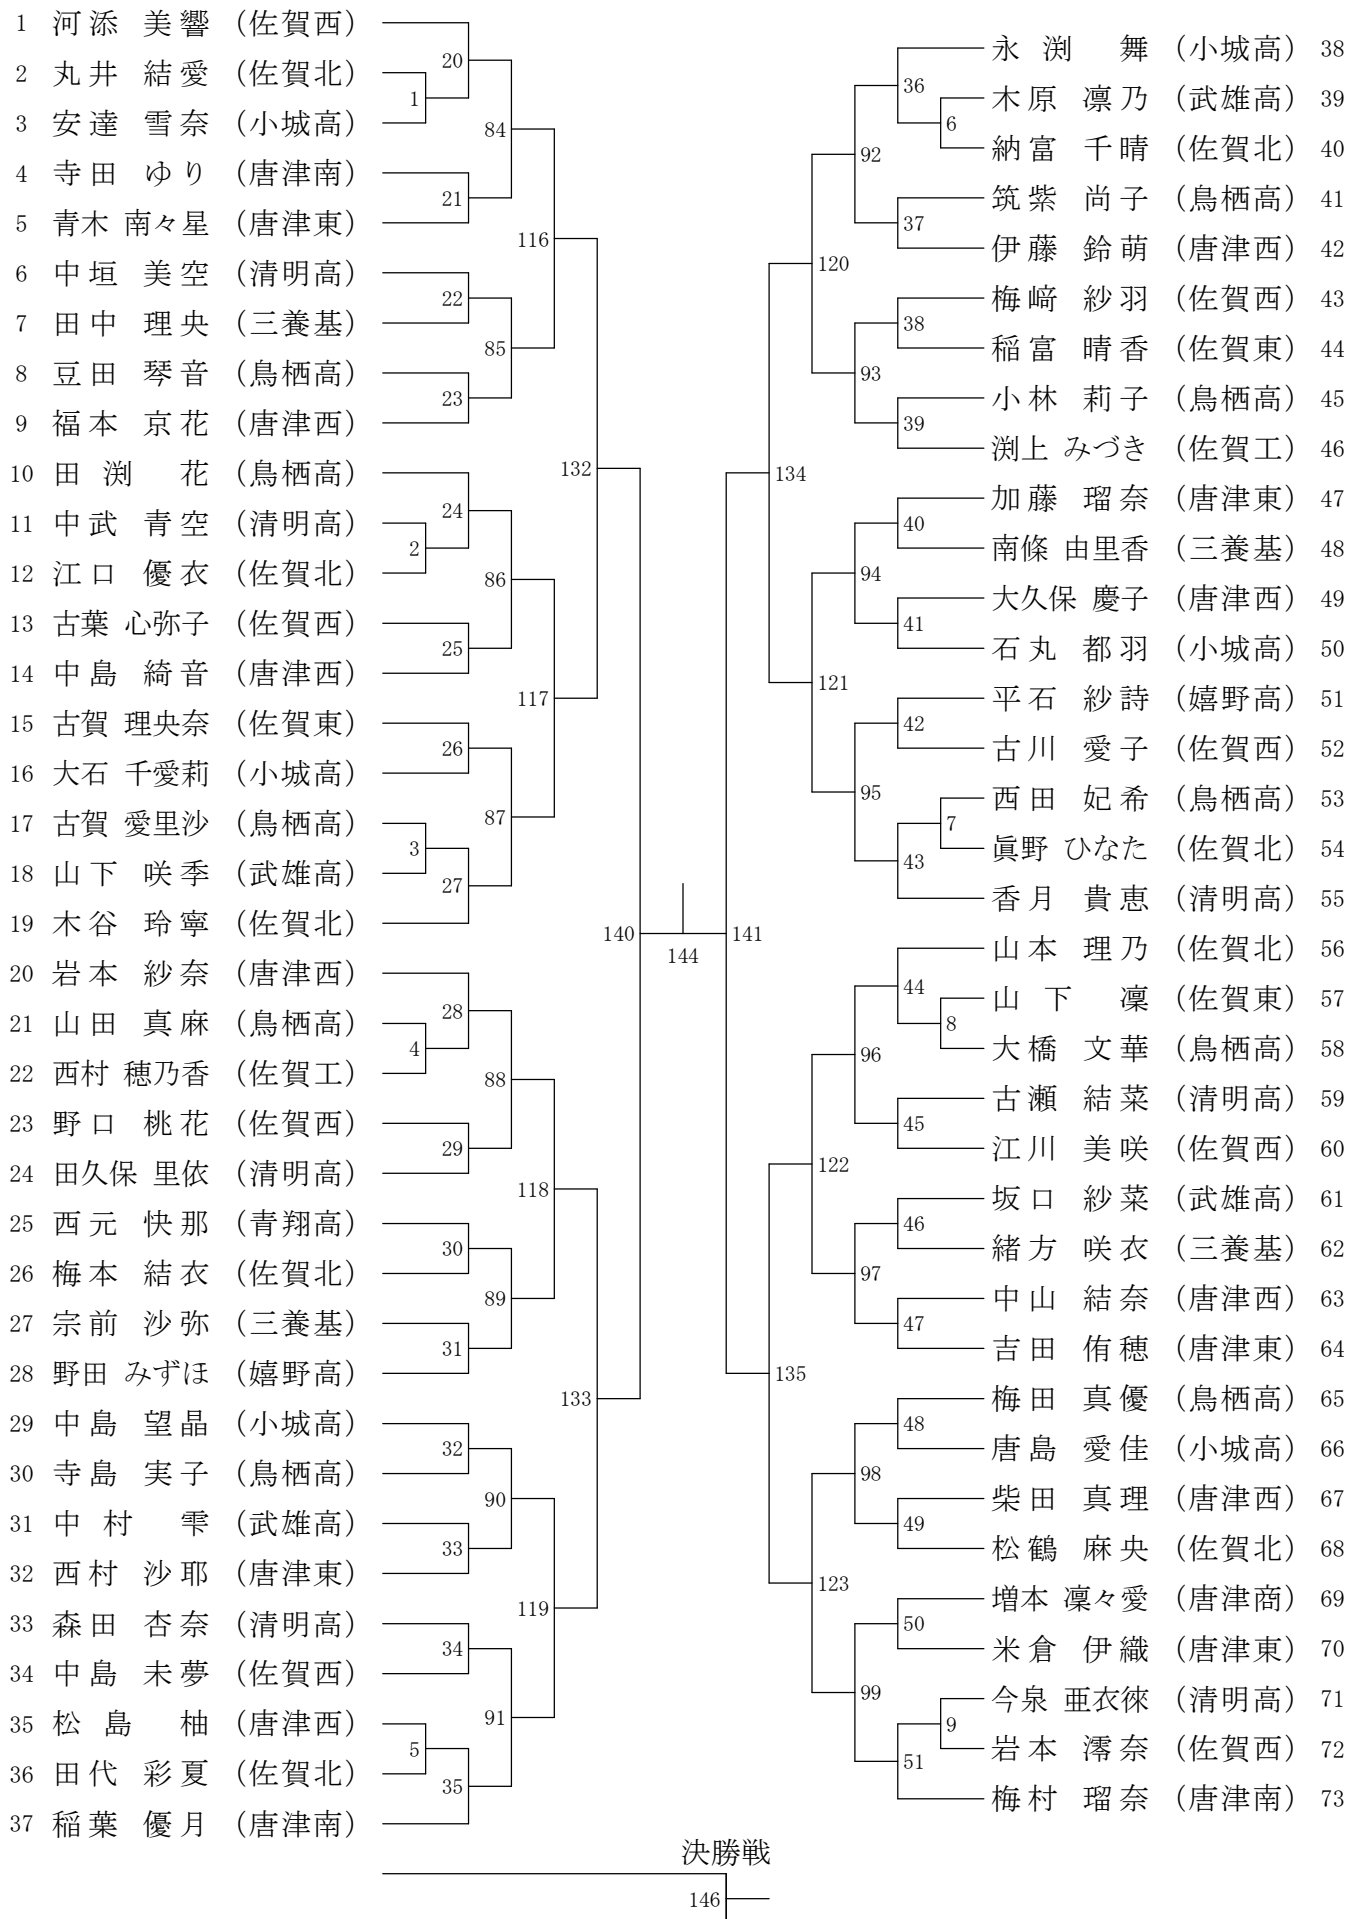 1 河添 美響 (佐賀西)
2 丸井 結愛 (佐賀北)
3 安達 雪奈 (小城高)
4 寺田 ゆり (唐津南)
5 青木 南々星 (唐津東)
6 中垣 美空 (清明高)
7 田中 理央 (三養基)
8 豆田 琴音 (鳥栖高)
9 福本 京花 (唐津西)
10 田渕 花 (鳥栖高)
11 中武 青空 (清明高)
12 江口 優衣 (佐賀北)
13 古葉 心弥子 (佐賀西)
14 中島 綺音 (唐津西)
15 古賀 理央奈 (佐賀東)
16 大石 千愛莉 (小城高)
17 古賀 愛里沙 (鳥栖高)
18 山下 咲季 (武雄高)
19 木谷 玲寧 (佐賀北)
20 岩本 紗奈 (唐津西)
21 山田 真麻 (鳥栖高)
22 西村 穂乃香 (佐賀工)
23 野口 桃花 (佐賀西)
24 田久保 里依 (清明高)
25 西元 快那 (青翔高)
26 梅本 結衣 (佐賀北)
27 宗前 沙弥 (三養基)
28 野田 みずほ (嬉野高)
29 中島 望晶 (小城高)
30 寺島 実子 (鳥栖高)
31 中村 雫 (武雄高)
32 西村 沙耶 (唐津東)
33 森田 杏奈 (清明高)
34 中島 未夢 (佐賀西)
35 松島 柚 (唐津西)
36 田代 彩夏 (佐賀北)
37 稲葉 優月 (唐津南)
1
2
3
4
5
20
21
22
23
24
25
26
27
28
29
30
31
32
33
34
35
84
85
86
87
88
89
90
91
116
117
118
119
132
133
140
144
141
134
135
120
121
122
123
92
93
94
95
96
97
98
99
36
37
38
39
40
41
42
43
44
45
46
47
48
49
50
51
6
7
8
9
永渕 舞 (小城高) 38
木原 凛乃 (武雄高) 39
納富 千晴 (佐賀北) 40
筑紫 尚子 (鳥栖高) 41
伊藤 鈴萌 (唐津西) 42
梅﨑 紗羽 (佐賀西) 43
稲富 晴香 (佐賀東) 44
小林 莉子 (鳥栖高) 45
渕上 みづき (佐賀工) 46
加藤 瑠奈 (唐津東) 47
南條 由里香 (三養基) 48
大久保 慶子 (唐津西) 49
石丸 都羽 (小城高) 50
平石 紗詩 (嬉野高) 51
古川 愛子 (佐賀西) 52
西田 妃希 (鳥栖高) 53
眞野 ひなた (佐賀北) 54
香月 貴恵 (清明高) 55
山本 理乃 (佐賀北) 56
山下 凜 (佐賀東) 57
大橋 文華 (鳥栖高) 58
古瀬 結菜 (清明高) 59
江川 美咲 (佐賀西) 60
坂口 紗菜 (武雄高) 61
緒方 咲衣 (三養基) 62
中山 結奈 (唐津西) 63
吉田 侑穂 (唐津東) 64
梅田 真優 (鳥栖高) 65
唐島 愛佳 (小城高) 66
柴田 真理 (唐津西) 67
松鶴 麻央 (佐賀北) 68
増本 凜々愛 (唐津商) 69
米倉 伊織 (唐津東) 70
今泉 亜衣徠 (清明高) 71
岩本 澪奈 (佐賀西) 72
梅村 瑠奈 (唐津南) 73
決勝戦
146